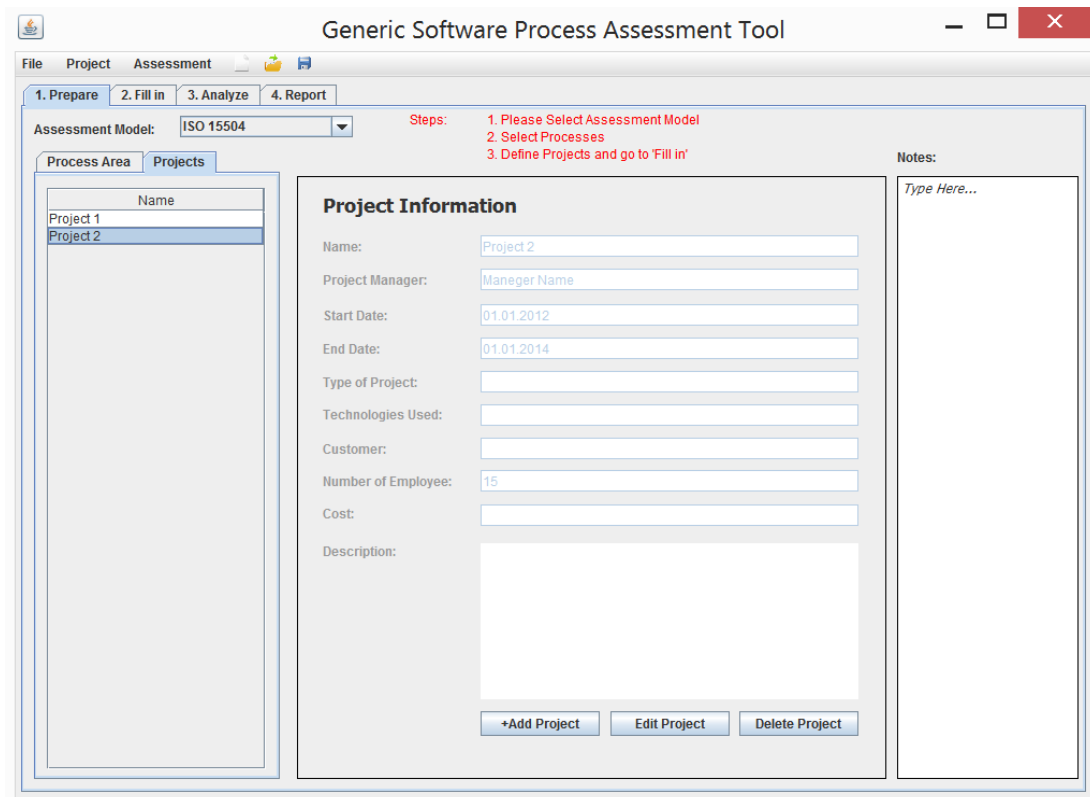 Generic Software Process Assessment Tool
File Project Assessment
1. Prepare 2. Fill in 3. Analyze 4. Report
Assessment Model: ISO 15504
Steps: 1. Please Select Assessment Model
2. Select Processes
3. Define Projects and go to 'Fill in'
Process Area Projects
Name
Project 1
Project 2
Project Information
Name: Project 2
Project Manager: Maneger Name
Start Date: 01.01.2012
End Date: 01.01.2014
Type of Project:
Technologies Used:
Customer:
Number of Employee: 15
Cost:
Description:
+Add Project Edit Project Delete Project
Notes:
Type Here...